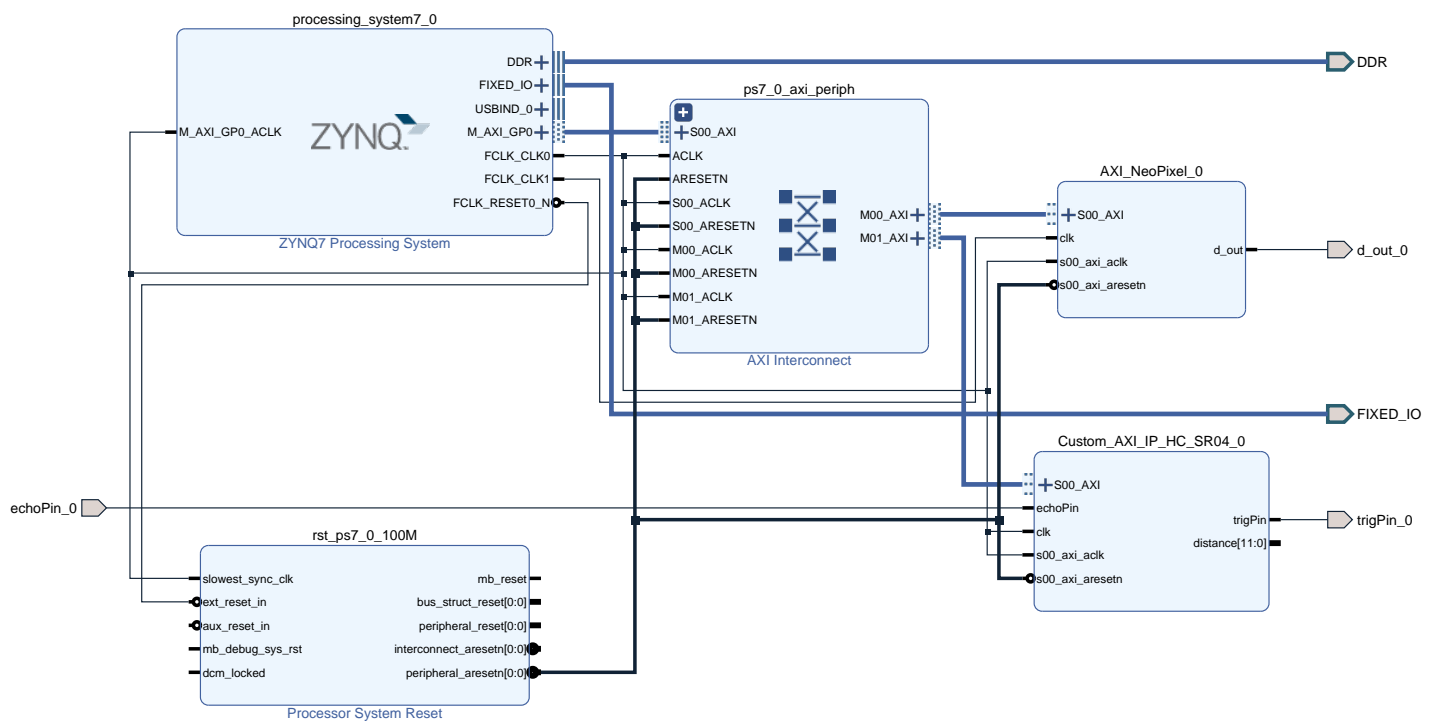 processing_system7_0
DDR
FIXED_IO
USBIND_0
M_AXI_GP0
FCLK_CLK0
FCLK_CLK1
FCLK_RESET0_N
M_AXI_GP0_ACLK
ZYNQ
ZYNQ7 Processing System
ps7_0_axi_periph
S00_AXI
ACLK
ARESETN
S00_ACLK
S00_ARESETN
M00_ACLK
M00_ARESETN
M01_ACLK
M01_ARESETN
M00_AXI
M01_AXI
AXI Interconnect
AXI_NeoPixel_0
S00_AXI
clk
s00_axi_aclk
s00_axi_aresetn
d_out
DDR
d_out_0
FIXED_IO
Custom_AXI_IP_HC_SR04_0
S00_AXI
echoPin
clk
s00_axi_aclk
s00_axi_aresetn
trigPin
distance[11:0]
trigPin_0
echoPin_0
rst_ps7_0_100M
slowest_sync_clk
ext_reset_in
aux_reset_in
mb_debug_sys_rst
dcm_locked
mb_reset
bus_struct_reset[0:0]
peripheral_reset[0:0]
interconnect_aresetn[0:0]
peripheral_aresetn[0:0]
Processor System Reset